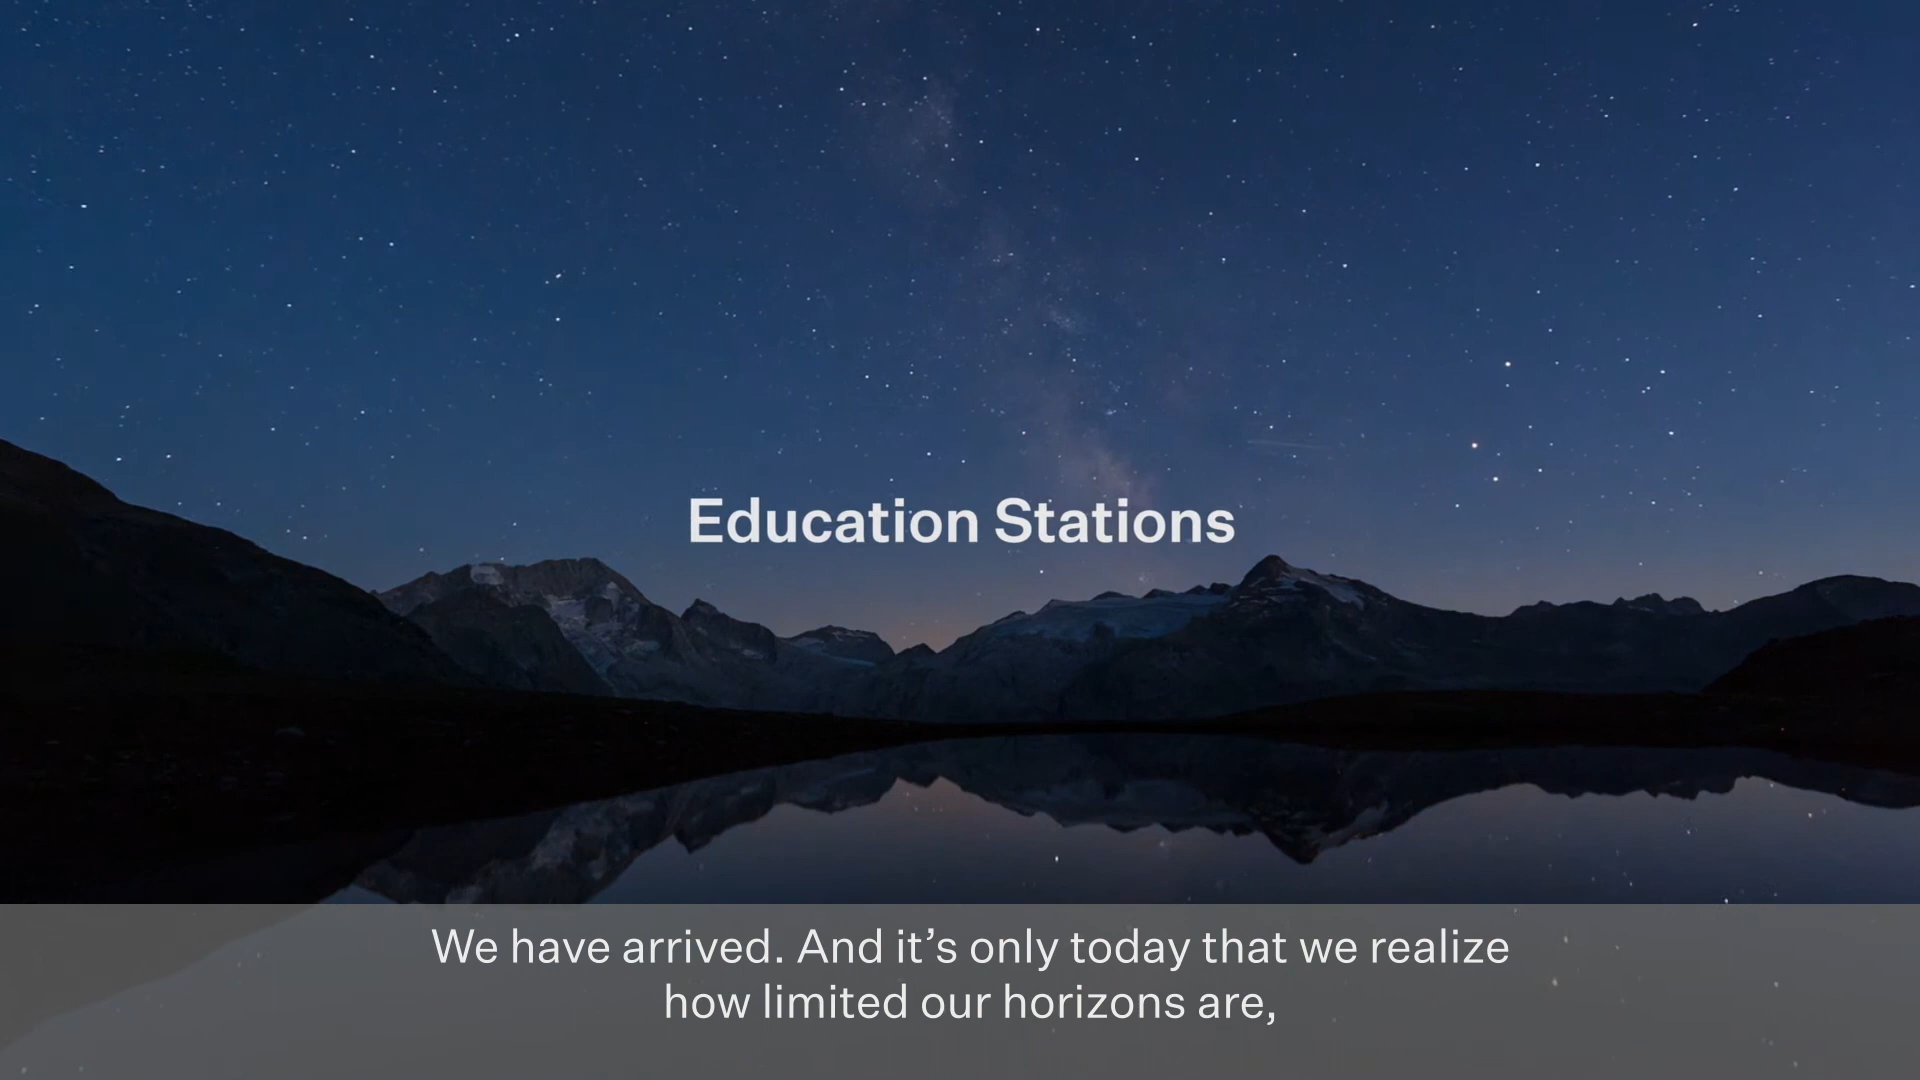 Education Stations
We have arrived. And it’s only today that we realize
how limited our horizons are,